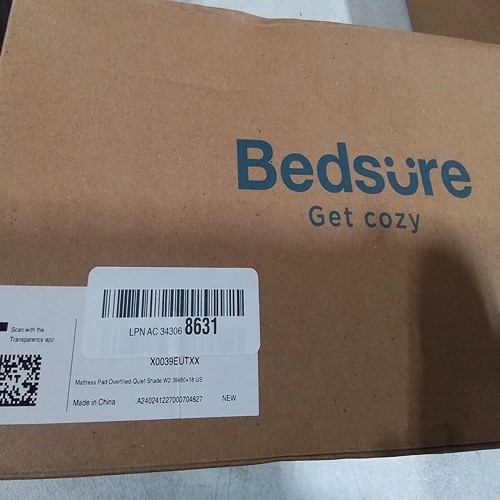 Bedsure
Get cozy
LPN AC 34306 8631
Scan with the
Transparency app
X0039EUTXX
Mattress Pad Overfilled Quiet Shade W2 39x80+18 US
Made in China
A240241227000704827
NEW